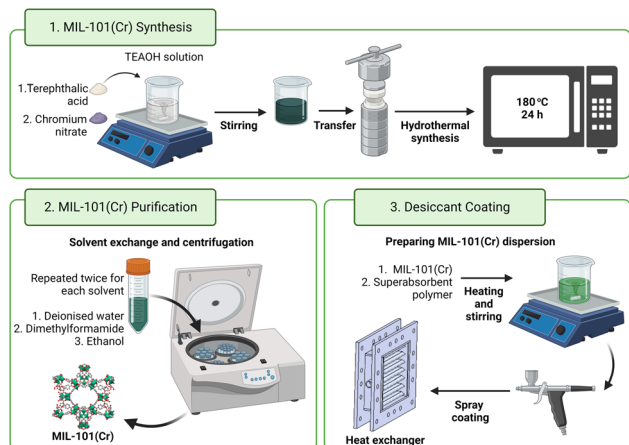 1. MIL-101(Cr) Synthesis
TEAOH solution
1.Terephthalic
acid
2. Chromium
nitrate
Stirring
Transfer
Hydrothermal
synthesis
180 °C
24 h
2. MIL-101(Cr) Purification
Solvent exchange and centrifugation
Repeated twice for
each solvent
1. Deionised water
2. Dimethylformamide
3. Ethanol
MIL-101(Cr)
3. Desiccant Coating
Preparing MIL-101(Cr) dispersion
1. MIL-101(Cr)
2. Superabsorbent
polymer
Heating
and
stirring
Spray
coating
Heat exchanger